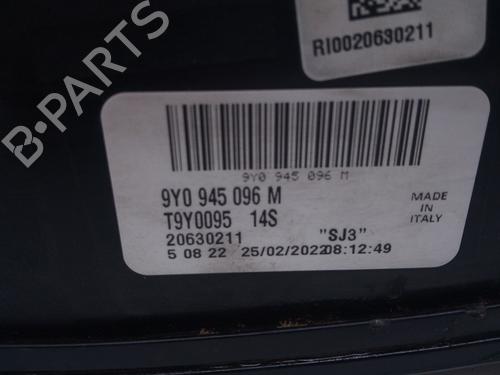 RI0020630211
9Y0 945 096 M
9Y0 945 096 M
T9Y0095 14S
20630211 "SJ3"
5 08 22 25/02/2022 08:12:49
MADE
IN
ITALY
B-PARTS